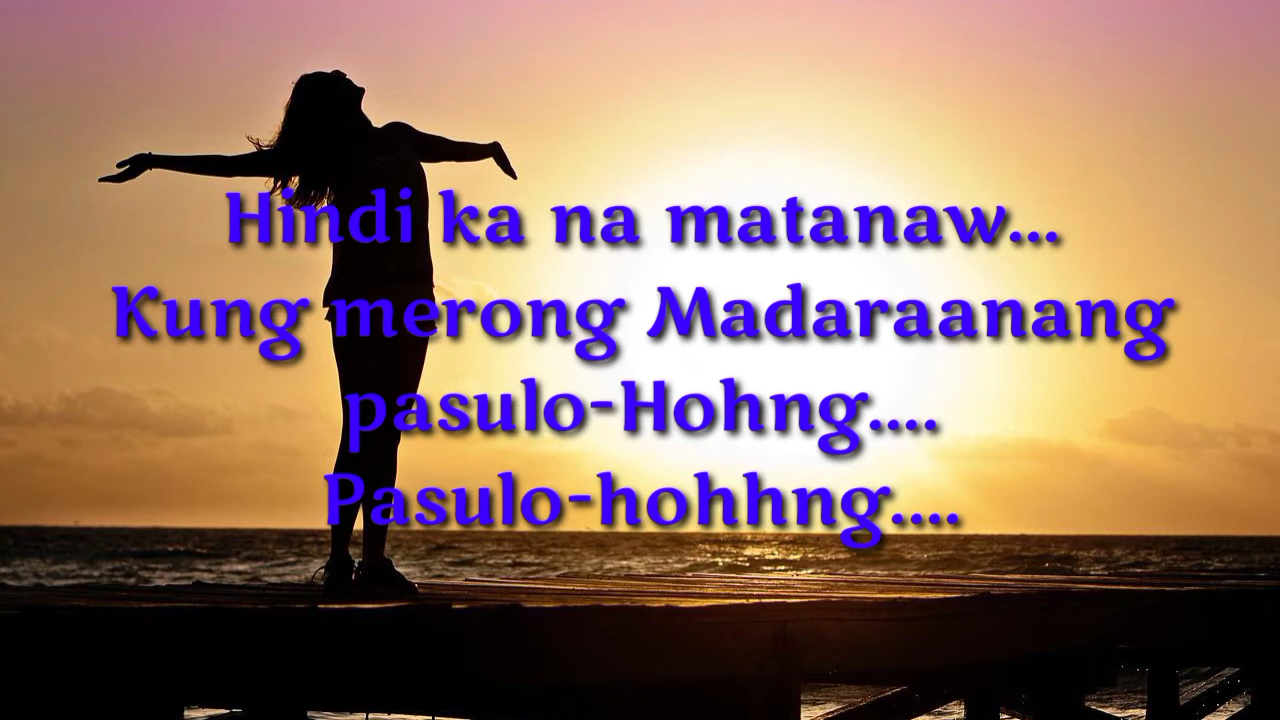 Hindi ka na matanaw...
Kung merong Madaraanang
pasulo-Hohng....
Pasulo-hohhng....